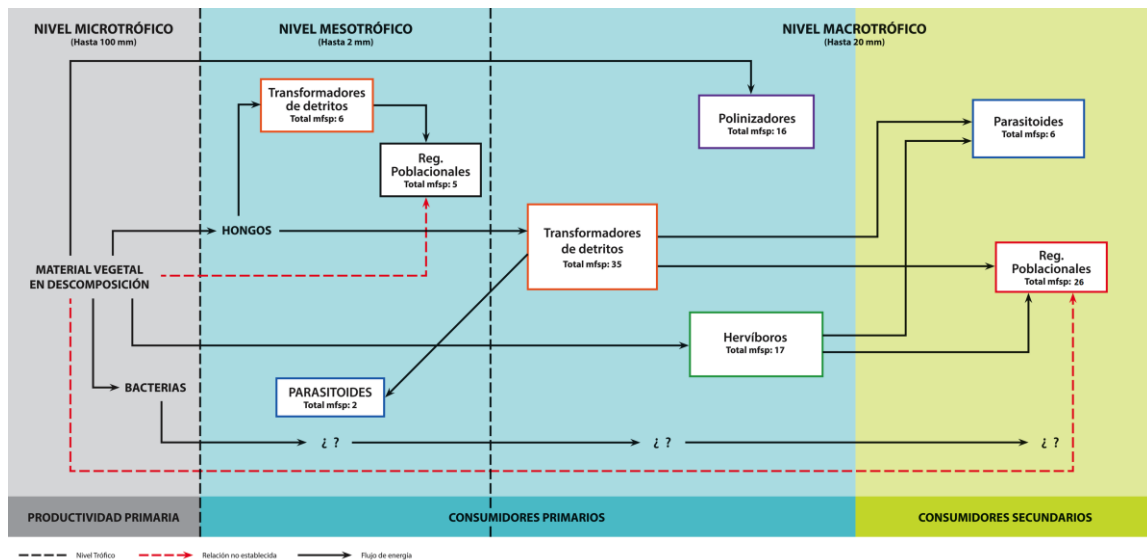 NIVEL MICROTRÓFICO
(Hasta 100 mm)
NIVEL MESOTRÓFICO
(Hasta 2 mm)
NIVEL MACROTRÓFICO
(Hasta 20 mm)
Transformadores
de detritos
Total mfsp: 6
Polinizadores
Total mfsp: 16
Parasitoides
Total mfsp: 6
Reg.
Poblacionales
Total mfsp: 5
HONGOS
Transformadores
de detritos
Total mfsp: 35
Reg.
Poblacionales
Total mfsp: 26
MATERIAL VEGETAL
EN DESCOMPOSICIÓN
Hervíboros
Total mfsp: 17
BACTERIAS
PARASITOIDES
Total mfsp: 2
¿ ?
¿ ?
¿ ?
PRODUCTIVIDAD PRIMARIA
CONSUMIDORES PRIMARIOS
CONSUMIDORES SECUNDARIOS
Nivel Trófico
Relación no establecida
Flujo de energía